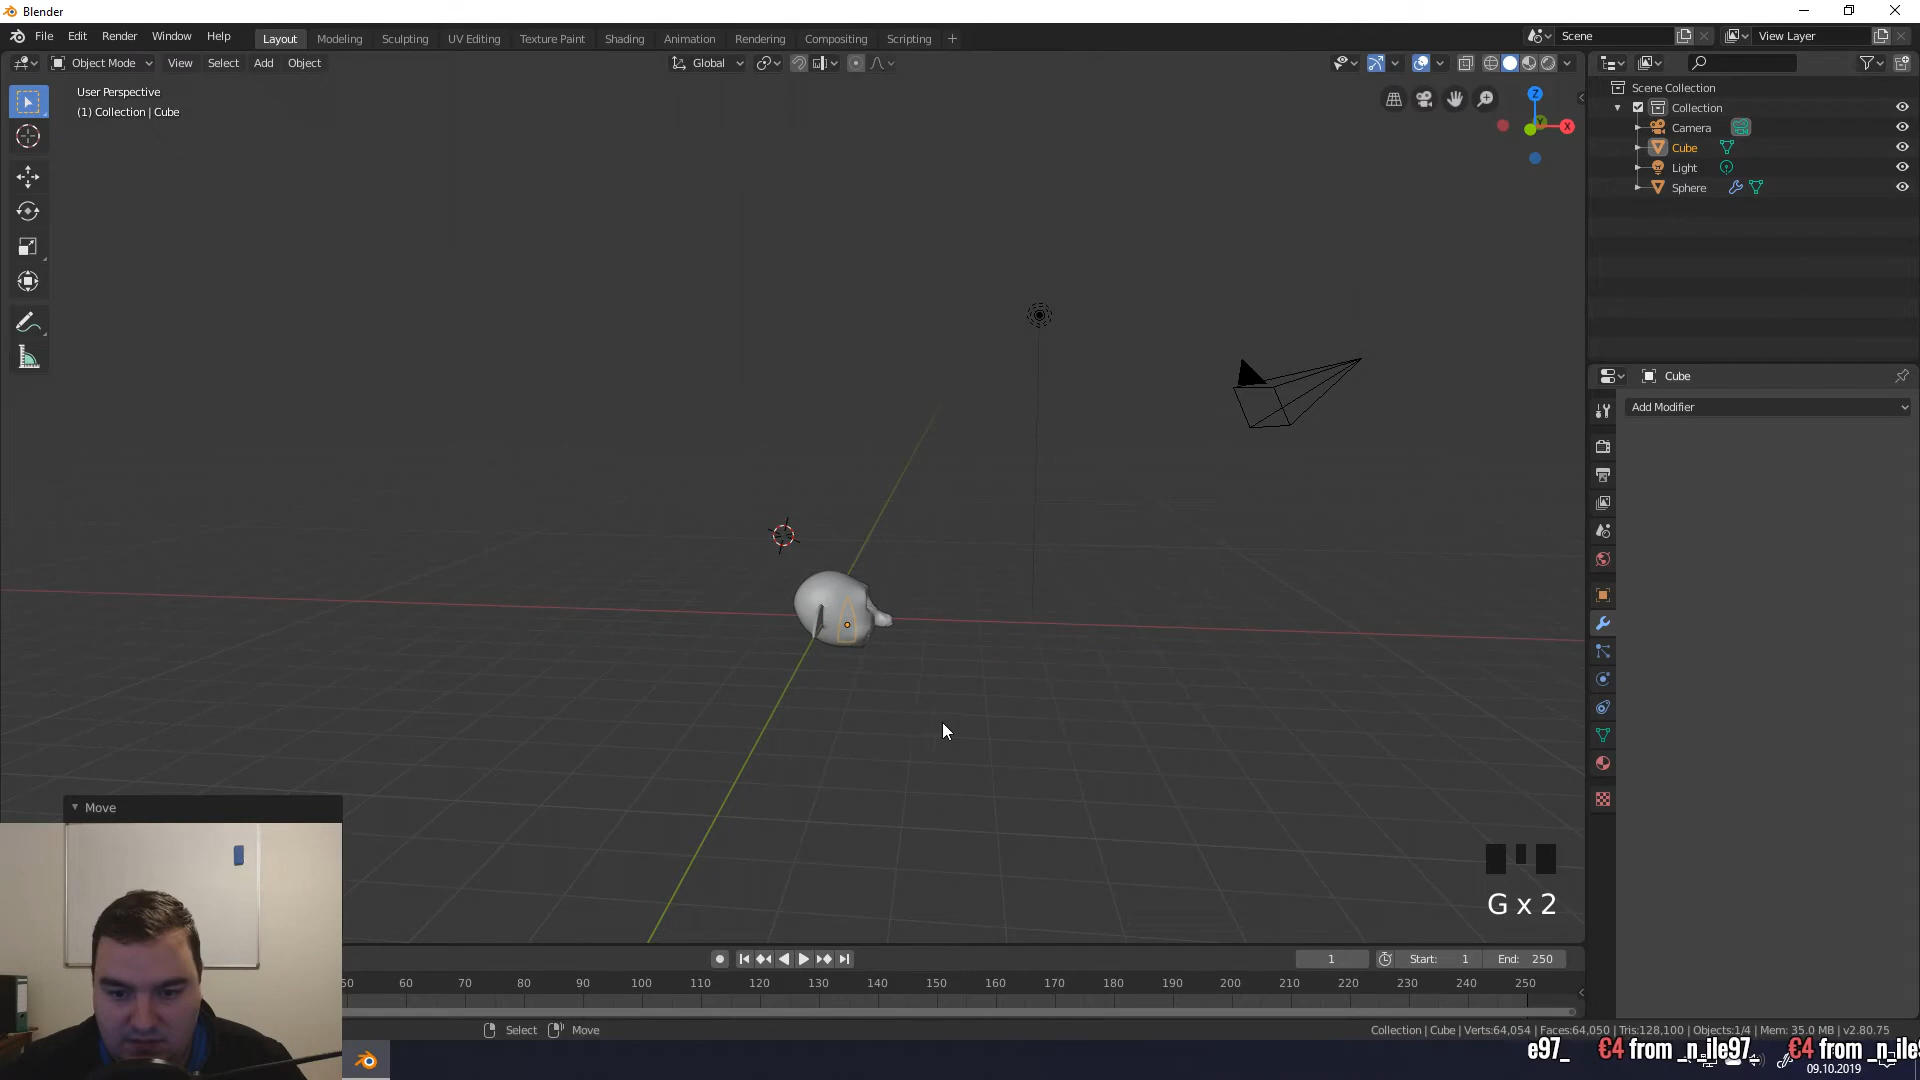 Blender
File Edit Render Window Help
Layout Modeling Sculpting UV Editing Texture Paint Shading Animation Rendering Compositing Scripting
Scene
View Layer
Object Mode View Select Add Object
Global
User Perspective
(1) Collection | Cube
Z
Y
X
Scene Collection
Collection
Camera
Cube
Light
Sphere
Cube
Add Modifier
Move
G x 2
1
Start: 1
End: 250
50 60 70 80 90 100 110 120 130 140 150 160 170 180 190 200 210 220 230 240 250
Select Move
Collection | Cube | Verts:64,054 | Faces:64,050 | Tris:128,100 | Objects:1/4 | Mem: 35.0 MB | v2.80.75
e97_ €4 from _n_ile97_ €4 from _n_ile9
09.10.2019